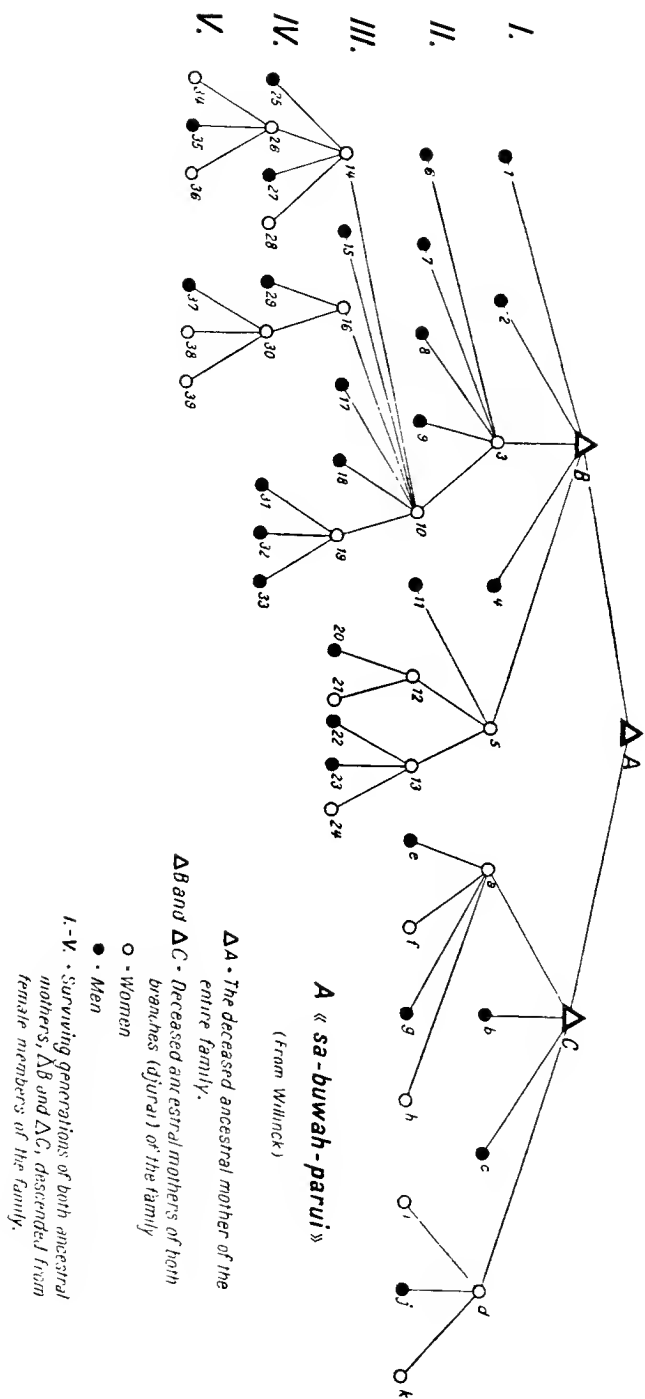 A
B
C
I.
1
2
3
4
5
a
b
c
d
II.
6
7
8
9
10
11
12
13
e
f
g
h
i
j
k
III.
14
15
16
17
18
19
20
21
22
23
24
IV.
25
26
27
28
29
30
31
32
33
V.
34
35
36
37
38
39
A « sa-buwah-parui »
(From Willinck)
ΔA - The deceased ancestral mother of the
entire family.
ΔB and ΔC - Deceased ancestral mothers of both
branches (djurai) of the family
○ - Women
● - Men
I.-V. - Surviving generations of both ancestral
mothers, ΔB and ΔC, descended from
female members of the family.